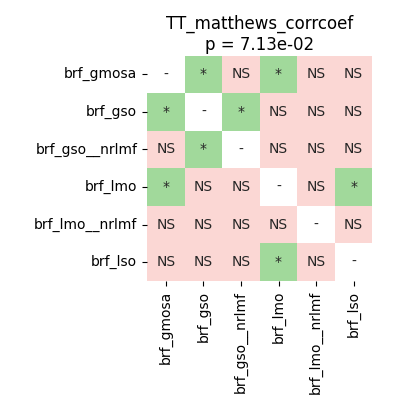 TT_matthews_corrcoef
p = 7.13e-02
brf_gmosa - * NS * NS NS
brf_gso * - * NS NS NS
brf_gso__nrlmf NS * - NS NS NS
brf_lmo * NS NS - NS *
brf_lmo__nrlmf NS NS NS NS - NS
brf_lso NS NS NS * NS -
brf_gmosa
brf_gso
brf_gso__nrlmf
brf_lmo
brf_lmo__nrlmf
brf_lso